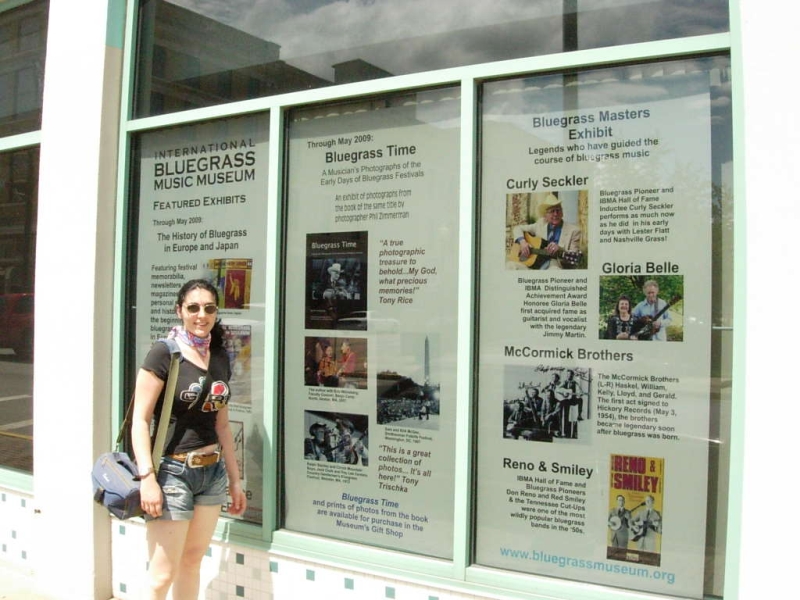 INTERNATIONAL
BLUEGRASS
MUSIC MUSEUM
FEATURED EXHIBITS
Through May 2009:
The History of Bluegrass
in Europe and Japan
Featuring festival
memorabilia,
newsletters
magazines
personal
and
the
bluegrass
Through May 2009:
Bluegrass Time
A Musician's Photographs of the
Early Days of Bluegrass Festivals
An exhibit of photographs from
the book of the same title by
photographer Phil Zimmerman
Bluegrass Time
"A true
photographic
treasure to
behold...My God,
what precious
memories!"
Tony Rice
"This is a great
collection of
photos... It's all
here!" Tony
Trischka
Bluegrass Time
and prints of photos from the book
are available for purchase in the
Museum's Gift Shop
Bluegrass Masters
Exhibit
Legends who have guided the
course of bluegrass music
Curly Seckler
Bluegrass Pioneer and
IBMA Hall of Fame
Inductee Curly Seckler
performs as much now
as he did in his early
days with Lester Flatt
and Nashville Grass!
Gloria Belle
Bluegrass Pioneer and
IBMA Distinguished
Achievement Award
Honoree Gloria Belle
first acquired fame as
guitarist and vocalist
with the legendary
Jimmy Martin.
McCormick Brothers
The McCormick Brothers
(L-R) Haskel, William,
Kelly, Lloyd, and Gerald.
The first act signed to
Hickory Records (May 3,
1954), the brothers
became legendary soon
after bluegrass was born.
Reno & Smiley
IBMA Hall of Fame and
Bluegrass Pioneers
Don Reno and Red Smiley
& the Tennessee Cut-Ups
were one of the most
wildly popular bluegrass
bands in the '50s.
RENO &
SMILEY
www.bluegrassmuseum.org